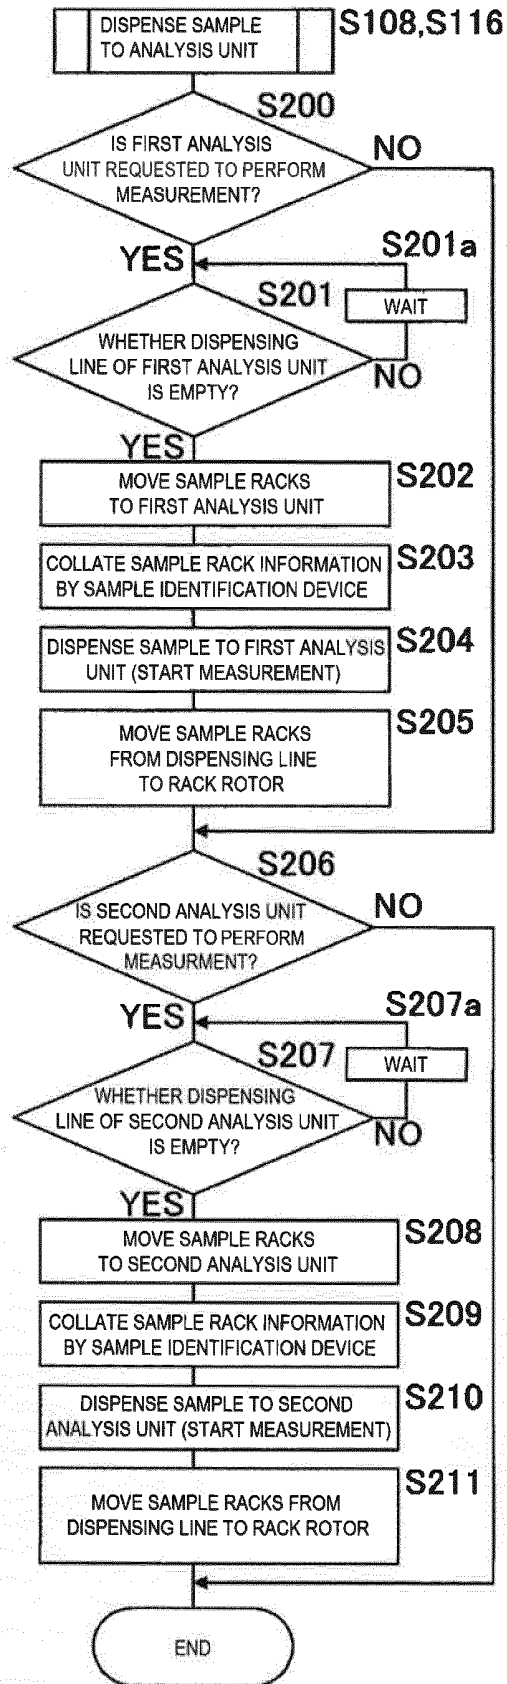 DISPENSE SAMPLE
TO ANALYSIS UNIT
S108,S116
S200
IS FIRST ANALYSIS
UNIT REQUESTED TO PERFORM
MEASUREMENT?
NO
YES
S201a
WAIT
S201
WHETHER DISPENSING
LINE OF FIRST ANALYSIS UNIT
IS EMPTY?
NO
YES
MOVE SAMPLE RACKS
TO FIRST ANALYSIS UNIT
S202
COLLATE SAMPLE RACK INFORMATION
BY SAMPLE IDENTIFICATION DEVICE
S203
DISPENSE SAMPLE TO FIRST ANALYSIS
UNIT (START MEASUREMENT)
S204
MOVE SAMPLE RACKS
FROM DISPENSING LINE
TO RACK ROTOR
S205
S206
IS SECOND ANALYSIS UNIT
REQUESTED TO PERFORM
MEASURMENT?
NO
YES
S207a
WAIT
S207
WHETHER DISPENSING
LINE OF SECOND ANALYSIS UNIT
IS EMPTY?
NO
YES
MOVE SAMPLE RACKS
TO SECOND ANALYSIS UNIT
S208
COLLATE SAMPLE RACK INFORMATION
BY SAMPLE IDENTIFICATION DEVICE
S209
DISPENSE SAMPLE TO SECOND
ANALYSIS UNIT (START MEASUREMENT)
S210
MOVE SAMPLE RACKS FROM
DISPENSING LINE TO RACK ROTOR
S211
END